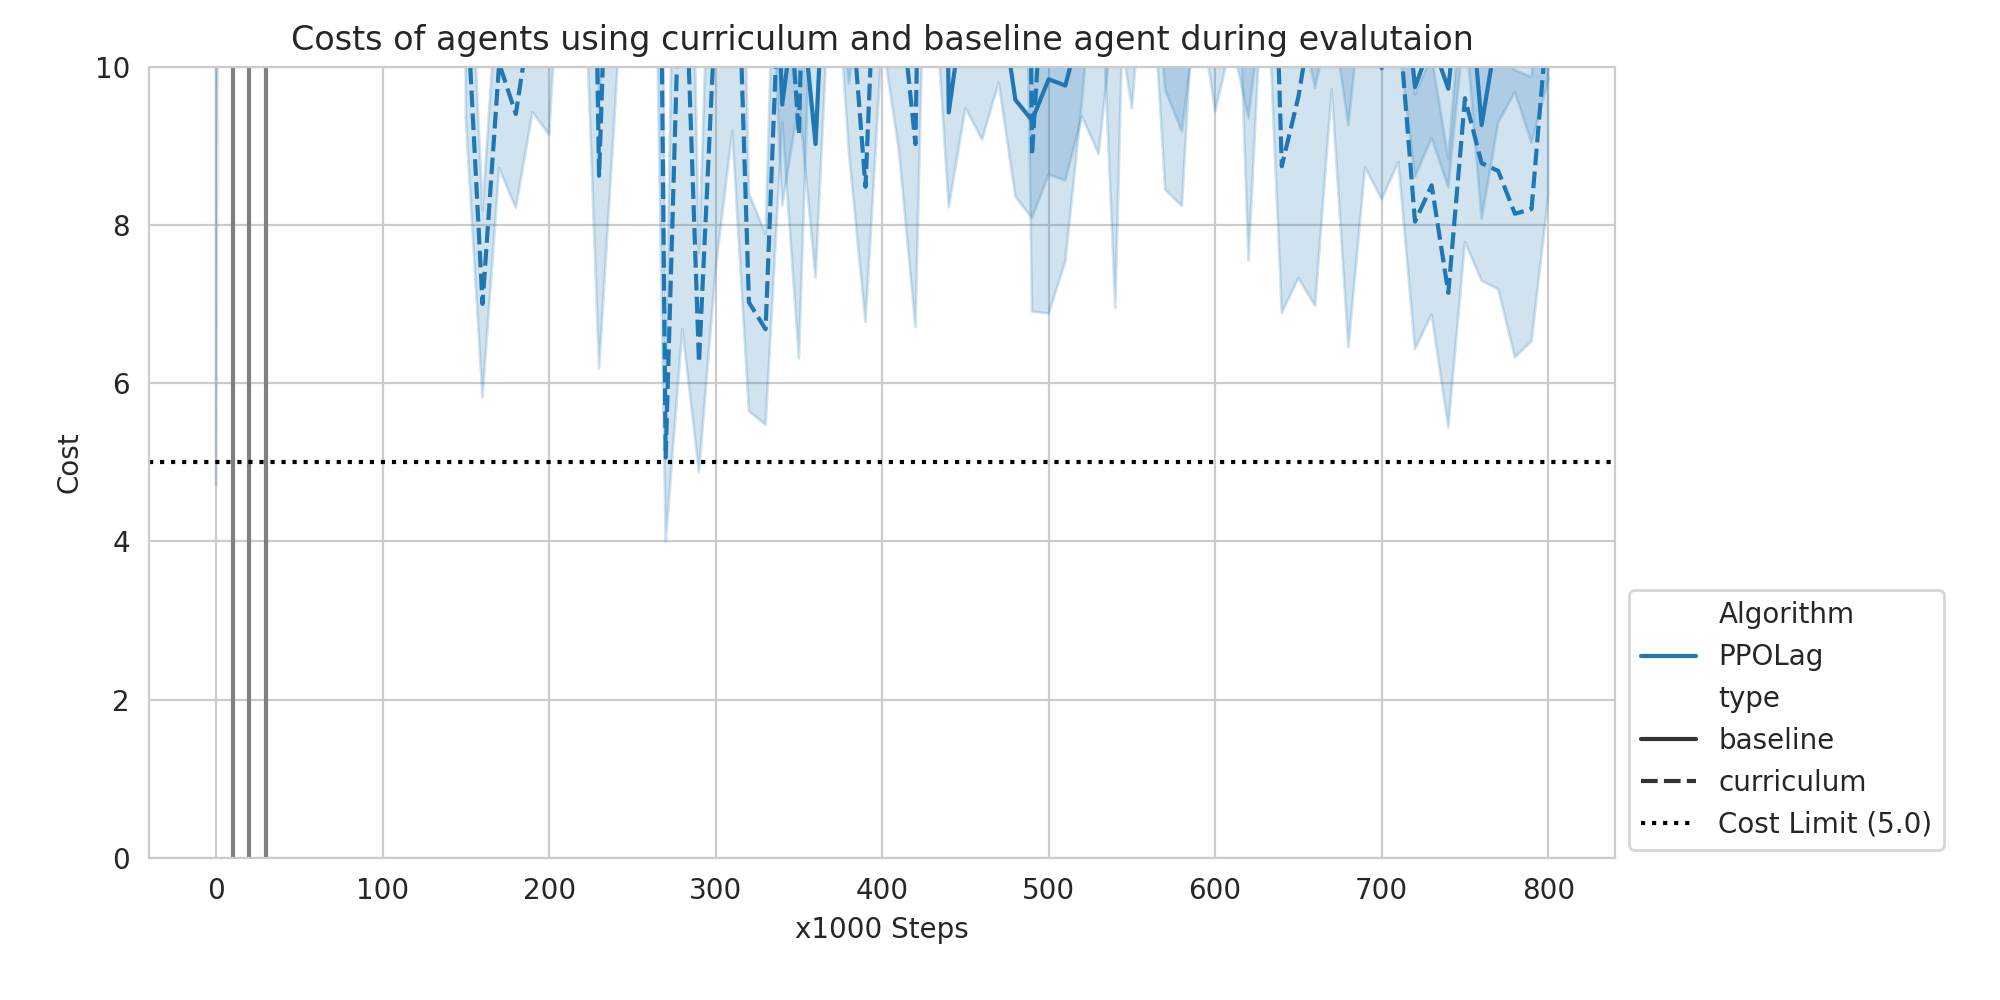 Costs of agents using curriculum and baseline agent during evalutaion
10
8
6
4
2
0
Cost
0 100 200 300 400 500 600 700 800
x1000 Steps
Algorithm
PPOLag
type
baseline
curriculum
Cost Limit (5.0)